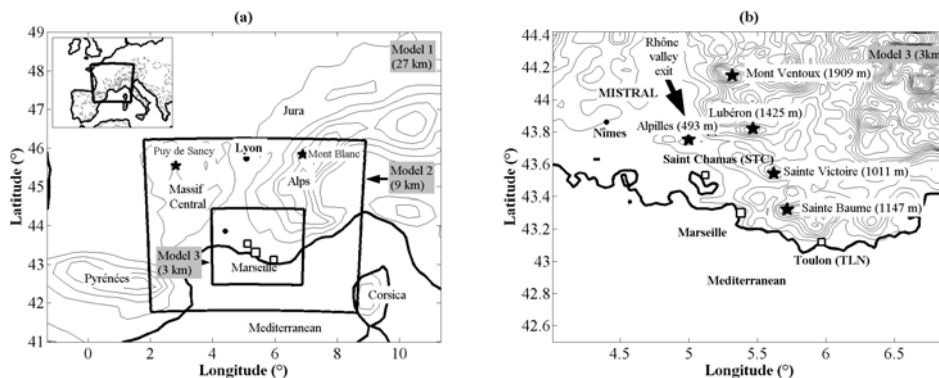 (a)
49
48
47
46
45
44
43
42
41
Latitude (°)
0
2
4
6
8
10
Longitude (°)
Model 1
(27 km)
Jura
Puy de Sancy
Lyon
Mont Blanc
Massif
Central
Alps
Model 2
(9 km)
Model 3
(3 km)
Marseille
Pyrénées
Corsica
Mediterranean
(b)
44.4
44.2
44
43.8
43.6
43.4
43.2
43
42.8
42.6
Latitude (°)
4.5
5
5.5
6
6.5
Longitude (°)
Rhône
valley
exit
Model 3 (3km)
Mont Ventoux (1909 m)
MISTRAL
Lubéron (1425 m)
Nîmes
Alpilles (493 m)
Saint Chamas (STC)
Sainte Victoire (1011 m)
Sainte Baume (1147 m)
Marseille
Toulon (TLN)
Mediterranean